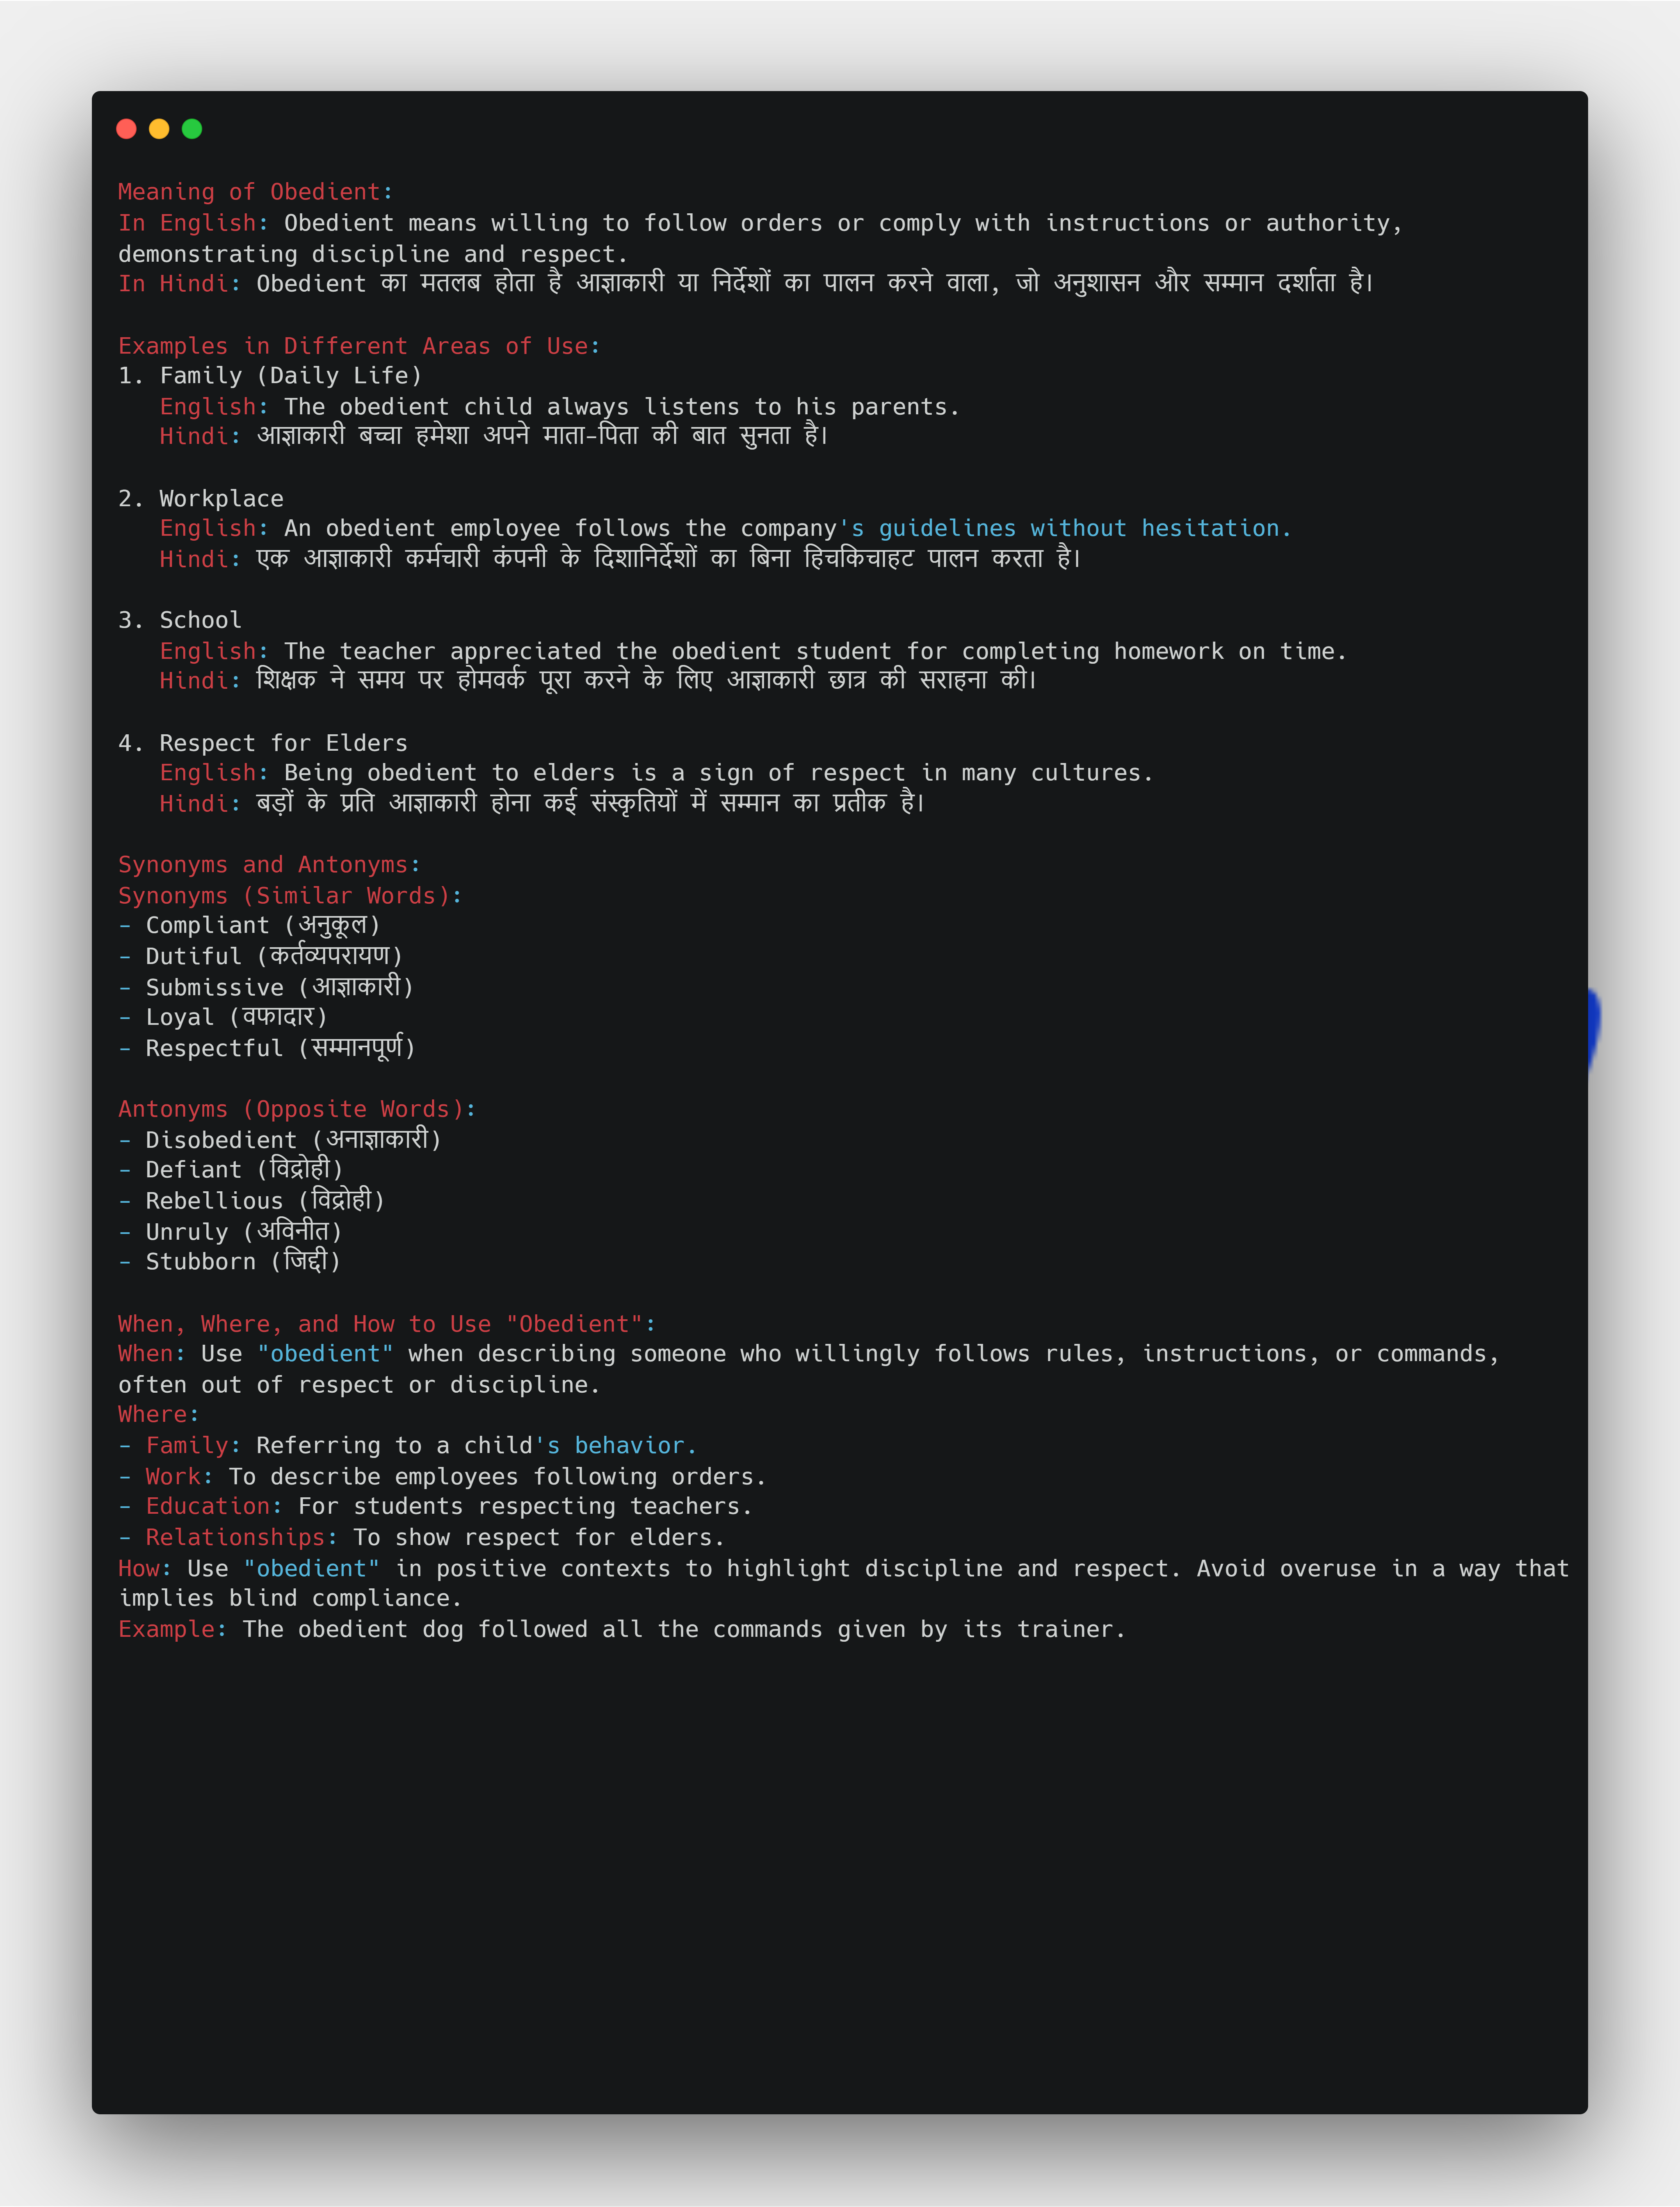 Meaning of Obedient:
In English: Obedient means willing to follow orders or comply with instructions or authority,
demonstrating discipline and respect.
In Hindi: Obedient का मतलब होता है आज्ञाकारी या निर्देशों का पालन करने वाला, जो अनुशासन और सम्मान दर्शाता है।
Examples in Different Areas of Use:
1. Family (Daily Life)
English: The obedient child always listens to his parents.
Hindi: आज्ञाकारी बच्चा हमेशा अपने माता-पिता की बात सुनता है।
2. Workplace
English: An obedient employee follows the company's guidelines without hesitation.
Hindi: एक आज्ञाकारी कर्मचारी कंपनी के दिशानिर्देशों का बिना हिचकिचाहट पालन करता है।
3. School
English: The teacher appreciated the obedient student for completing homework on time.
Hindi: शिक्षक ने समय पर होमवर्क पूरा करने के लिए आज्ञाकारी छात्र की सराहना की।
4. Respect for Elders
English: Being obedient to elders is a sign of respect in many cultures.
Hindi: बड़ों के प्रति आज्ञाकारी होना कई संस्कृतियों में सम्मान का प्रतीक है।
Synonyms and Antonyms:
Synonyms (Similar Words):
- Compliant (अनुकूल)
- Dutiful (कर्तव्यपरायण)
- Submissive (आज्ञाकारी)
- Loyal (वफादार)
- Respectful (सम्मानपूर्ण)
Antonyms (Opposite Words):
- Disobedient (अनाज्ञाकारी)
- Defiant (विद्रोही)
- Rebellious (विद्रोही)
- Unruly (अविनीत)
- Stubborn (जिद्दी)
When, Where, and How to Use "Obedient":
When: Use "obedient" when describing someone who willingly follows rules, instructions, or commands,
often out of respect or discipline.
Where:
- Family: Referring to a child's behavior.
- Work: To describe employees following orders.
- Education: For students respecting teachers.
- Relationships: To show respect for elders.
How: Use "obedient" in positive contexts to highlight discipline and respect. Avoid overuse in a way that
implies blind compliance.
Example: The obedient dog followed all the commands given by its trainer.